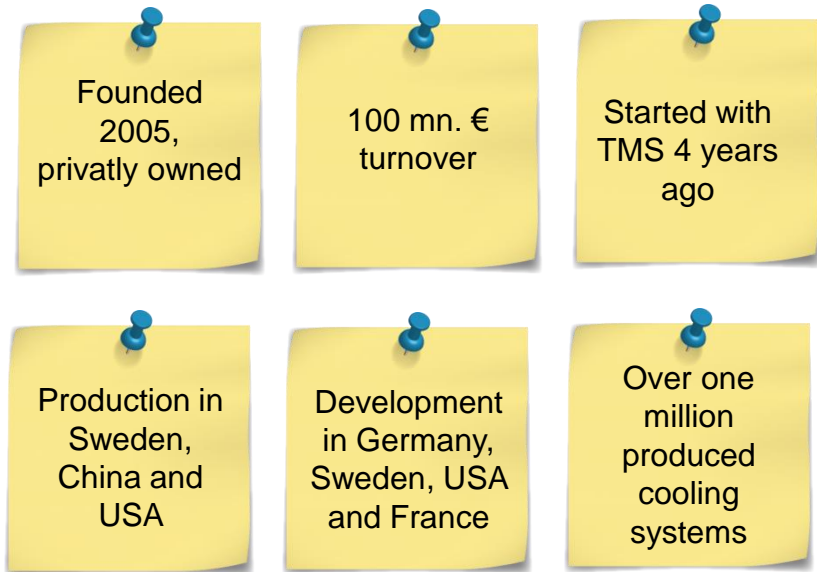 Founded
2005,
privatly owned
100 mn. €
turnover
Started with
TMS 4 years
ago
Production in
Sweden,
China and
USA
Development
in Germany,
Sweden, USA
and France
Over one
million
produced
cooling
systems